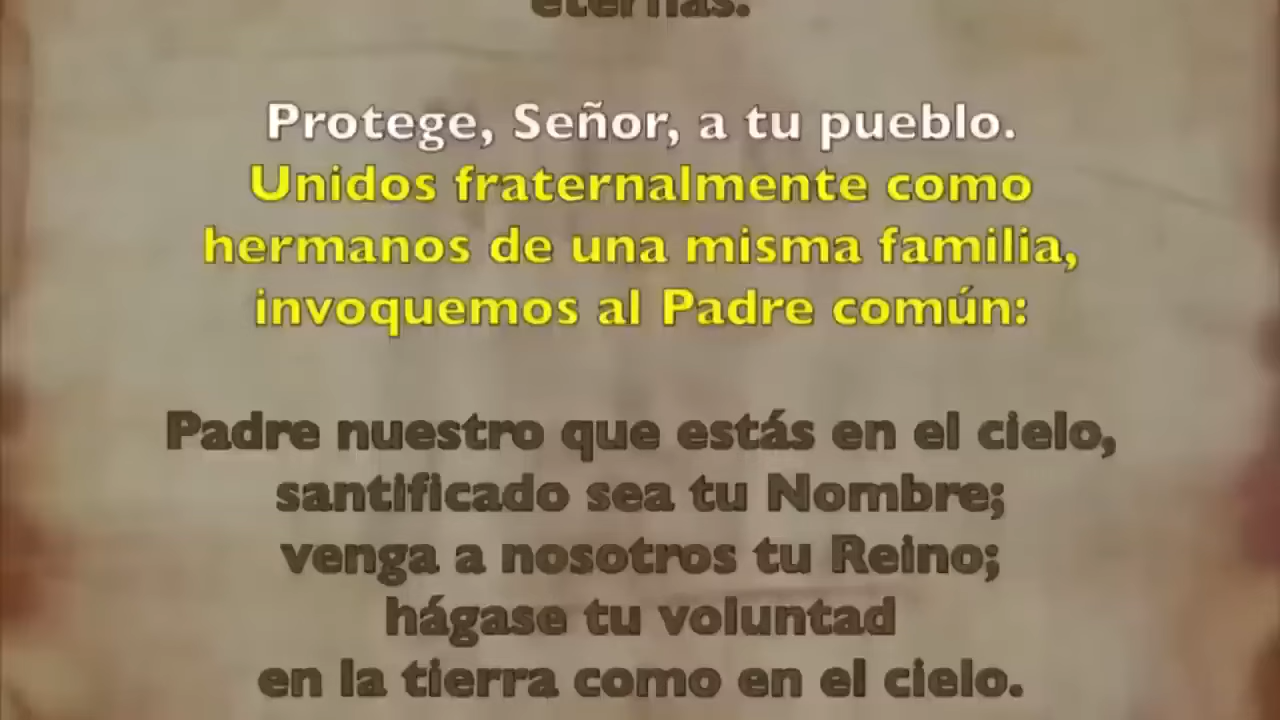 eternas.
Protege, Señor, a tu pueblo.
Unidos fraternalmente como
hermanos de una misma familia,
invoquemos al Padre común:
Padre nuestro que estás en el cielo,
santificado sea tu Nombre;
venga a nosotros tu Reino;
hágase tu voluntad
en la tierra como en el cielo.